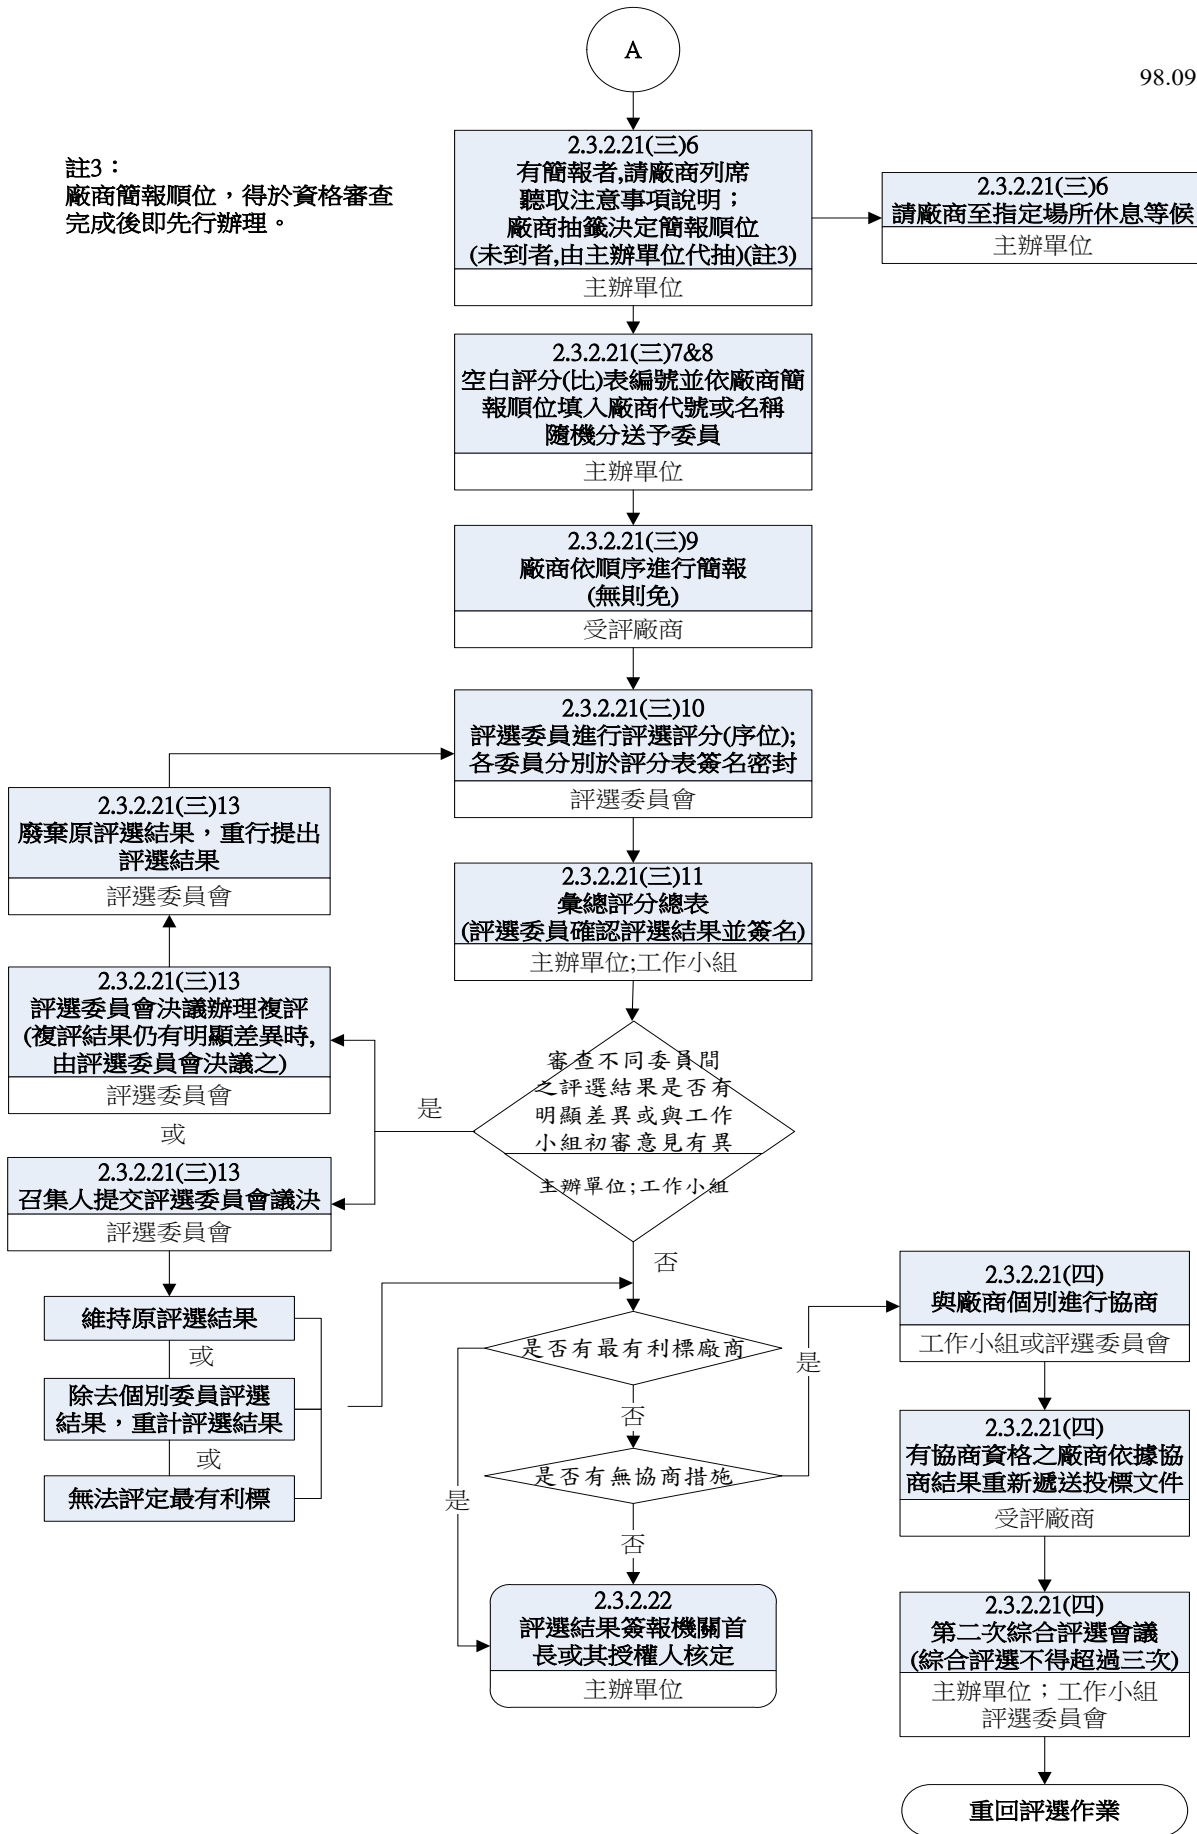 A
98.09
註3：
廠商簡報順位，得於資格審查
完成後即先行辦理。
2.3.2.21(三)6
有簡報者,請廠商列席
聽取注意事項說明；
廠商抽籤決定簡報順位
(未到者,由主辦單位代抽)(註3)
主辦單位
2.3.2.21(三)6
請廠商至指定場所休息等候
主辦單位
2.3.2.21(三)7&8
空白評分(比)表編號並依廠商簡
報順位填入廠商代號或名稱
隨機分送予委員
主辦單位
2.3.2.21(三)9
廠商依順序進行簡報
(無則免)
受評廠商
2.3.2.21(三)10
評選委員進行評選評分(序位);
各委員分別於評分表簽名密封
評選委員會
2.3.2.21(三)13
廢棄原評選結果，重行提出
評選結果
評選委員會
2.3.2.21(三)11
彙總評分總表
(評選委員確認評選結果並簽名)
主辦單位;工作小組
2.3.2.21(三)13
評選委員會決議辦理複評
(複評結果仍有明顯差異時,
由評選委員會決議之)
評選委員會
或
是
審查不同委員間
之評選結果是否有
明顯差異或與工作
小組初審意見有異
主辦單位;工作小組
2.3.2.21(三)13
召集人提交評選委員會議決
評選委員會
否
維持原評選結果
或
除去個別委員評選
結果，重計評選結果
或
無法評定最有利標
是否有最有利標廠商
是
否
是否有無協商措施
是
否
2.3.2.22
評選結果簽報機關首
長或其授權人核定
主辦單位
2.3.2.21(四)
與廠商個別進行協商
工作小組或評選委員會
2.3.2.21(四)
有協商資格之廠商依據協
商結果重新遞送投標文件
受評廠商
2.3.2.21(四)
第二次綜合評選會議
(綜合評選不得超過三次)
主辦單位；工作小組
評選委員會
重回評選作業